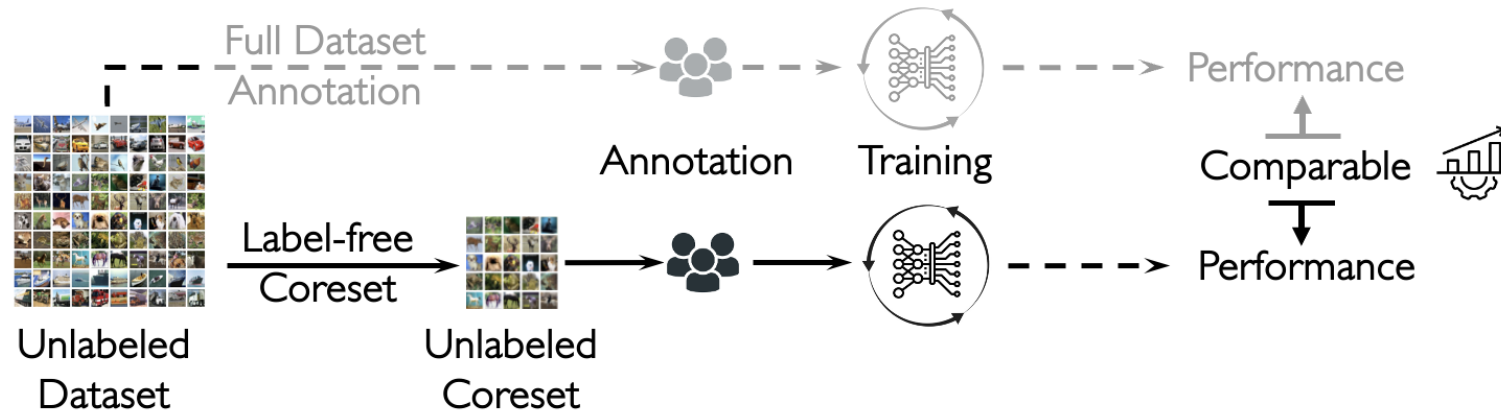 Full Dataset
Annotation
Performance
Annotation
Training
Comparable
Label-free
Coreset
Performance
Unlabeled
Dataset
Unlabeled
Coreset